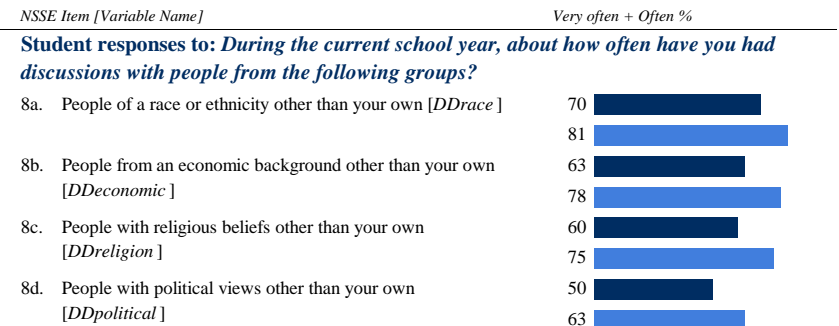 NSSE Item [Variable Name] Very often + Often %
Student responses to: During the current school year, about how often have you had
discussions with people from the following groups?
8a. People of a race or ethnicity other than your own [DDrace ] 70
81
8b. People from an economic background other than your own 63
[DDeconomic ] 78
8c. People with religious beliefs other than your own 60
[DDreligion ] 75
8d. People with political views other than your own 50
[DDpolitical ] 63